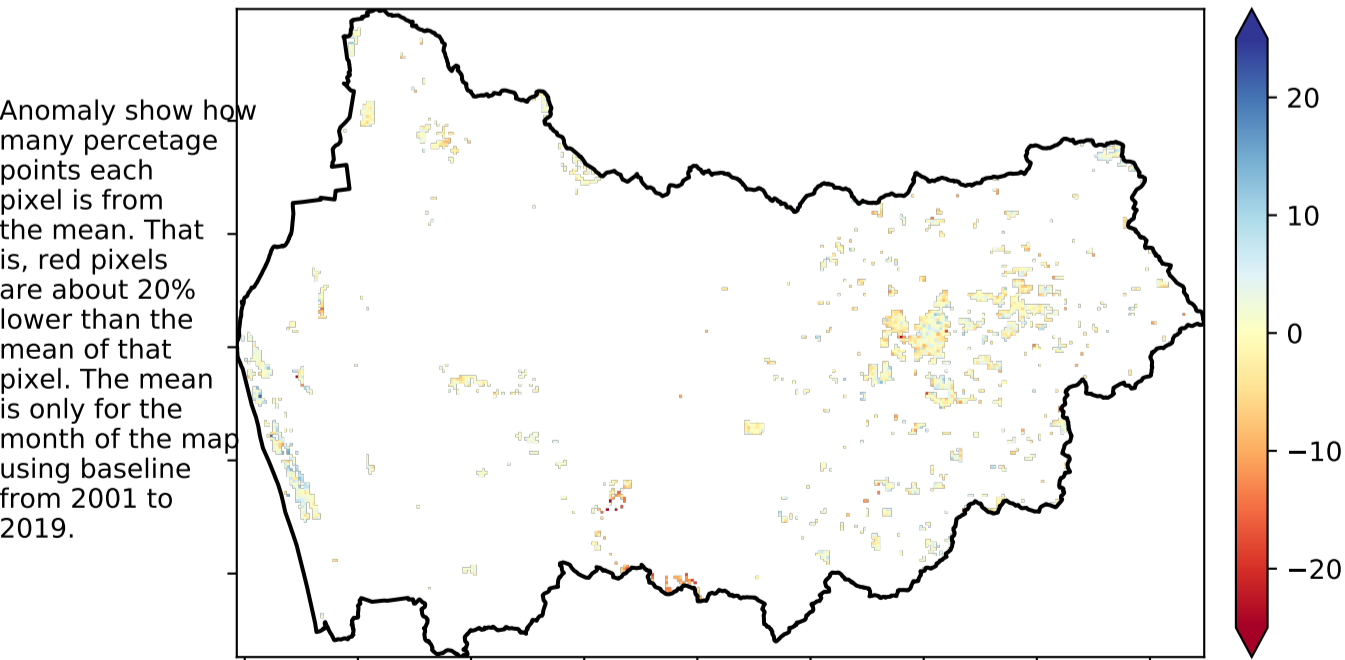 Anomaly show how
many percetage
points each
pixel is from
the mean. That
is, red pixels
are about 20%
lower than the
mean of that
pixel. The mean
is only for the
month of the map
using baseline
from 2001 to
2019.
20
10
0
−10
−20